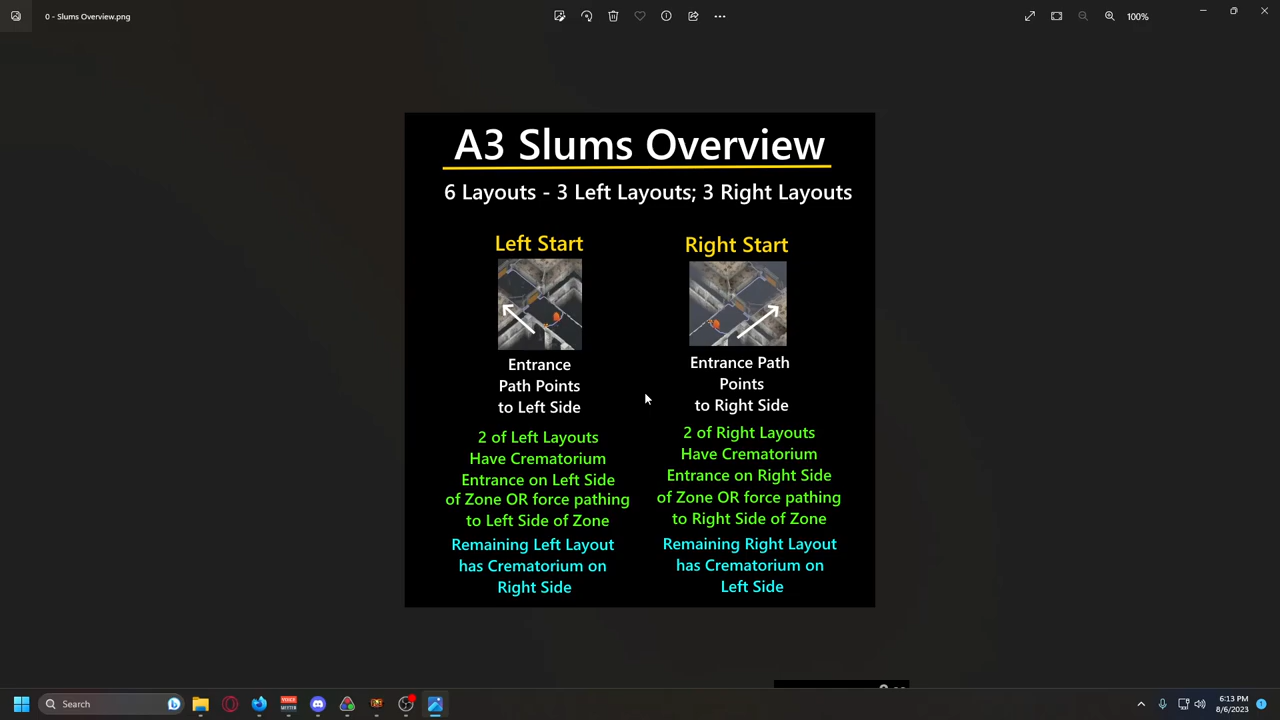 0 - Slums Overview.png
100%
A3 Slums Overview
6 Layouts - 3 Left Layouts; 3 Right Layouts
Left Start
Entrance
Path Points
to Left Side
2 of Left Layouts
Have Crematorium
Entrance on Left Side
of Zone OR force pathing
to Left Side of Zone
Remaining Left Layout
has Crematorium on
Right Side
Right Start
Entrance Path
Points
to Right Side
2 of Right Layouts
Have Crematorium
Entrance on Right Side
of Zone OR force pathing
to Right Side of Zone
Remaining Right Layout
has Crematorium on
Left Side
Search
6:13 PM
8/6/2023